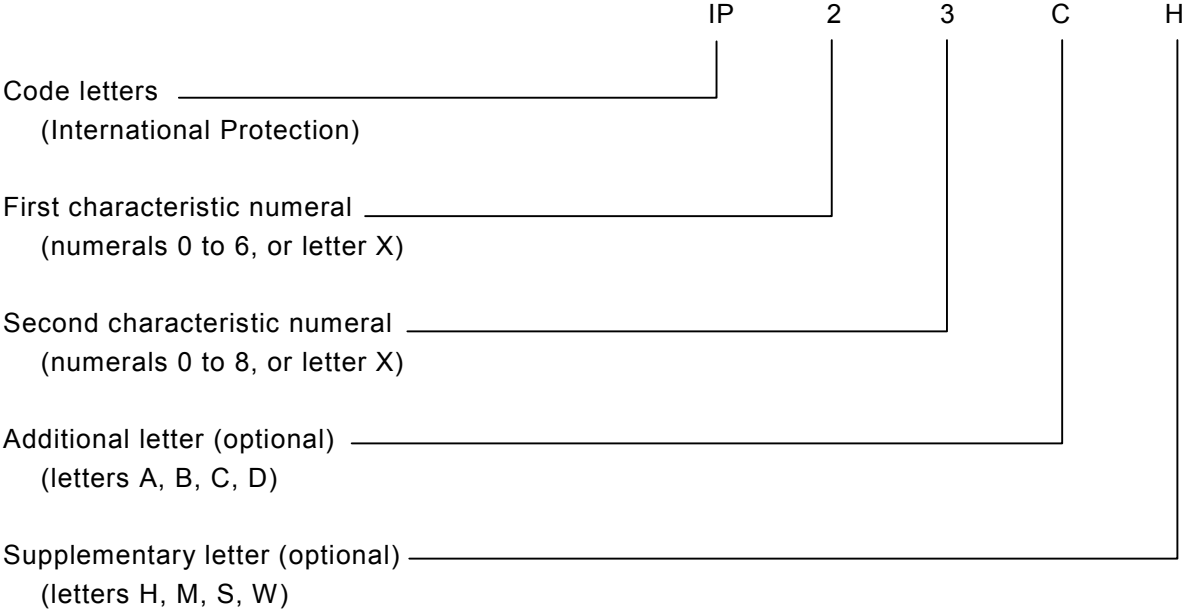 IP 2 3 C H
Code letters
(International Protection)
First characteristic numeral
(numerals 0 to 6, or letter X)
Second characteristic numeral
(numerals 0 to 8, or letter X)
Additional letter (optional)
(letters A, B, C, D)
Supplementary letter (optional)
(letters H, M, S, W)